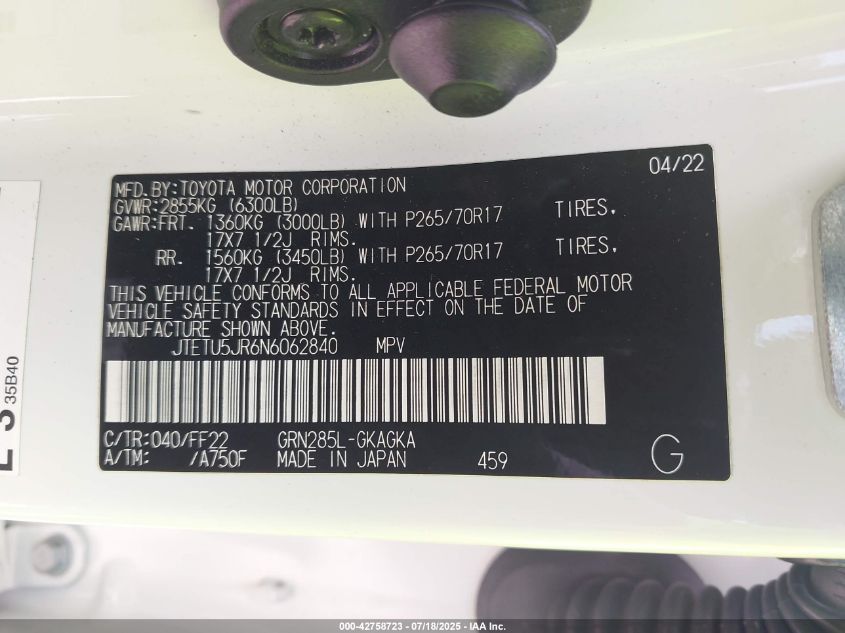 04/22
MFD.BY:TOYOTA MOTOR CORPORATION
GVWR:2855KG (6300LB)
GAWR:FRT. 1360KG (3000LB) WITH P265/70R17 TIRES,
17X7 1/2J RIMS.
RR. 1560KG (3450LB) WITH P265/70R17 TIRES,
17X7 1/2J RIMS.
THIS VEHICLE CONFORMS TO ALL APPLICABLE FEDERAL MOTOR
VEHICLE SAFETY STANDARDS IN EFFECT ON THE DATE OF
MANUFACTURE SHOWN ABOVE.
JTETU5JR6N6062840 MPV
C/TR:040/FF22 GRN285L-GKAGKA
A/TM: /A750F MADE IN JAPAN 459 G
35B40
000-42758723 - 07/18/2025 - IAA Inc.